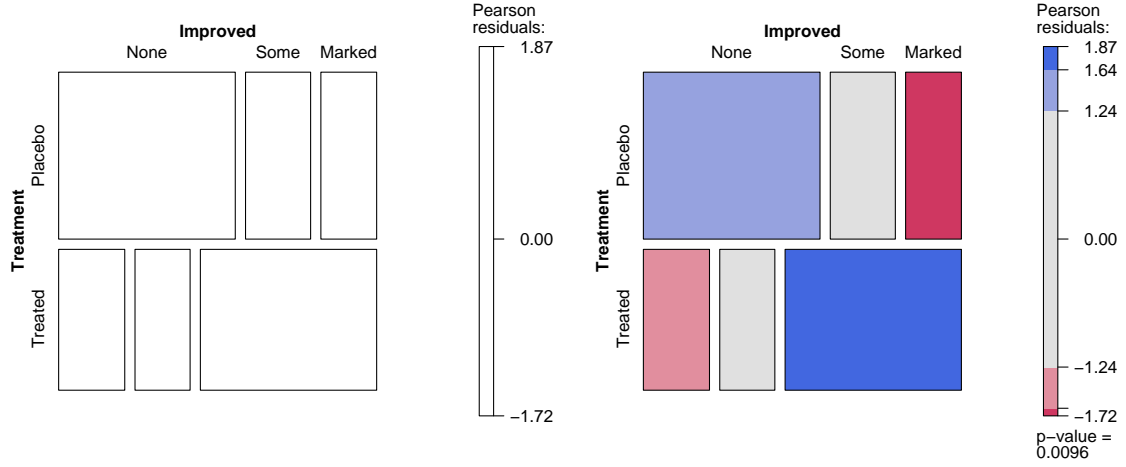 Pearson
residuals:
Improved
None Some Marked
1.87
0.00
−1.72
Treatment
Placebo
Treated
Pearson
residuals:
Improved
None Some Marked
1.87
1.64
1.24
0.00
−1.24
−1.72
p−value =
0.0096
Treatment
Placebo
Treated